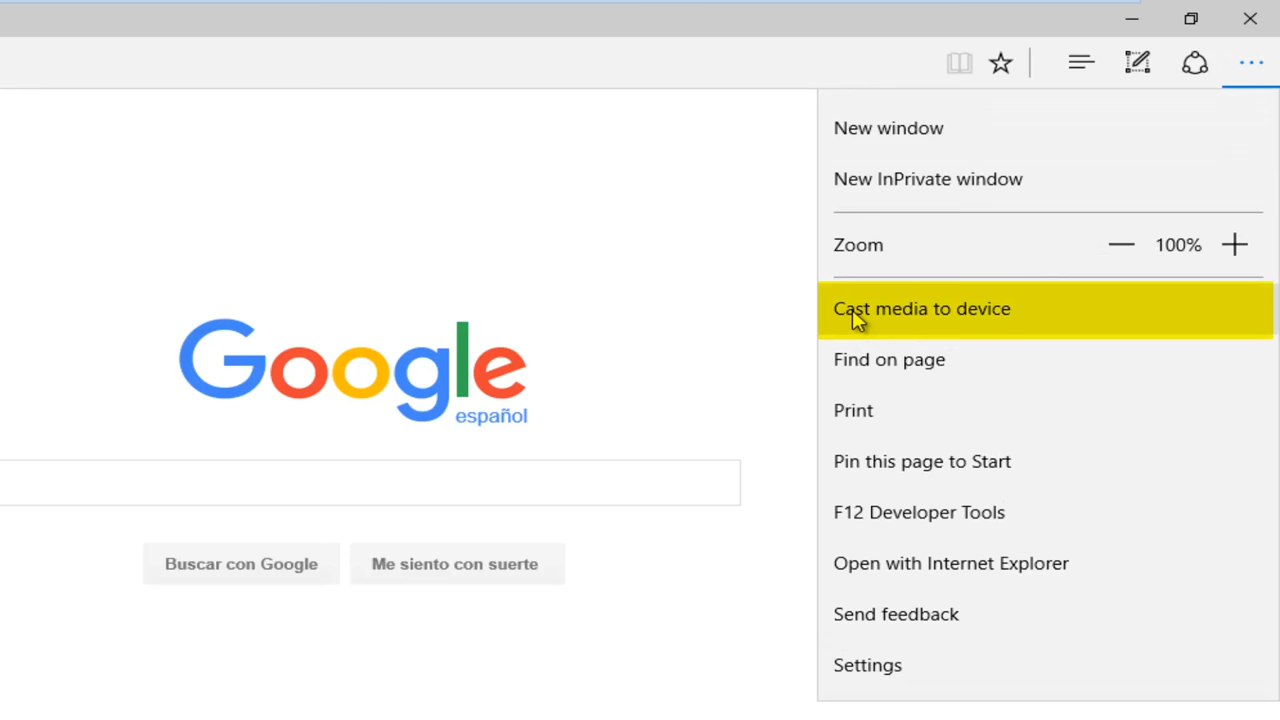 New window
New InPrivate window
Zoom 100%
Cast media to device
Find on page
Print
Pin this page to Start
F12 Developer Tools
Open with Internet Explorer
Send feedback
Settings
Google
español
Buscar con Google Me siento con suerte